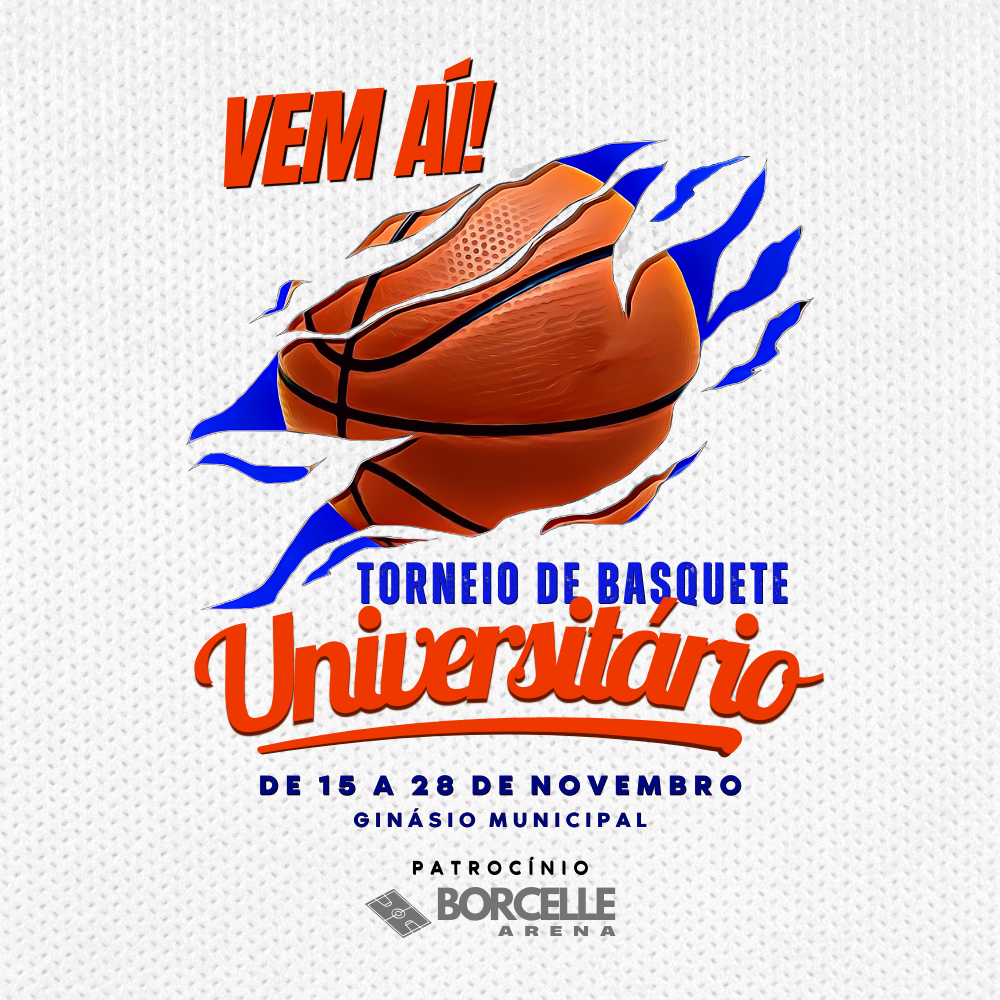 VEM AÍ!
TORNEIO DE BASQUETE
Universitário
DE 15 A 28 DE NOVEMBRO
GINÁSIO MUNICIPAL
PATROCÍNIO
BORCELLE
ARENA